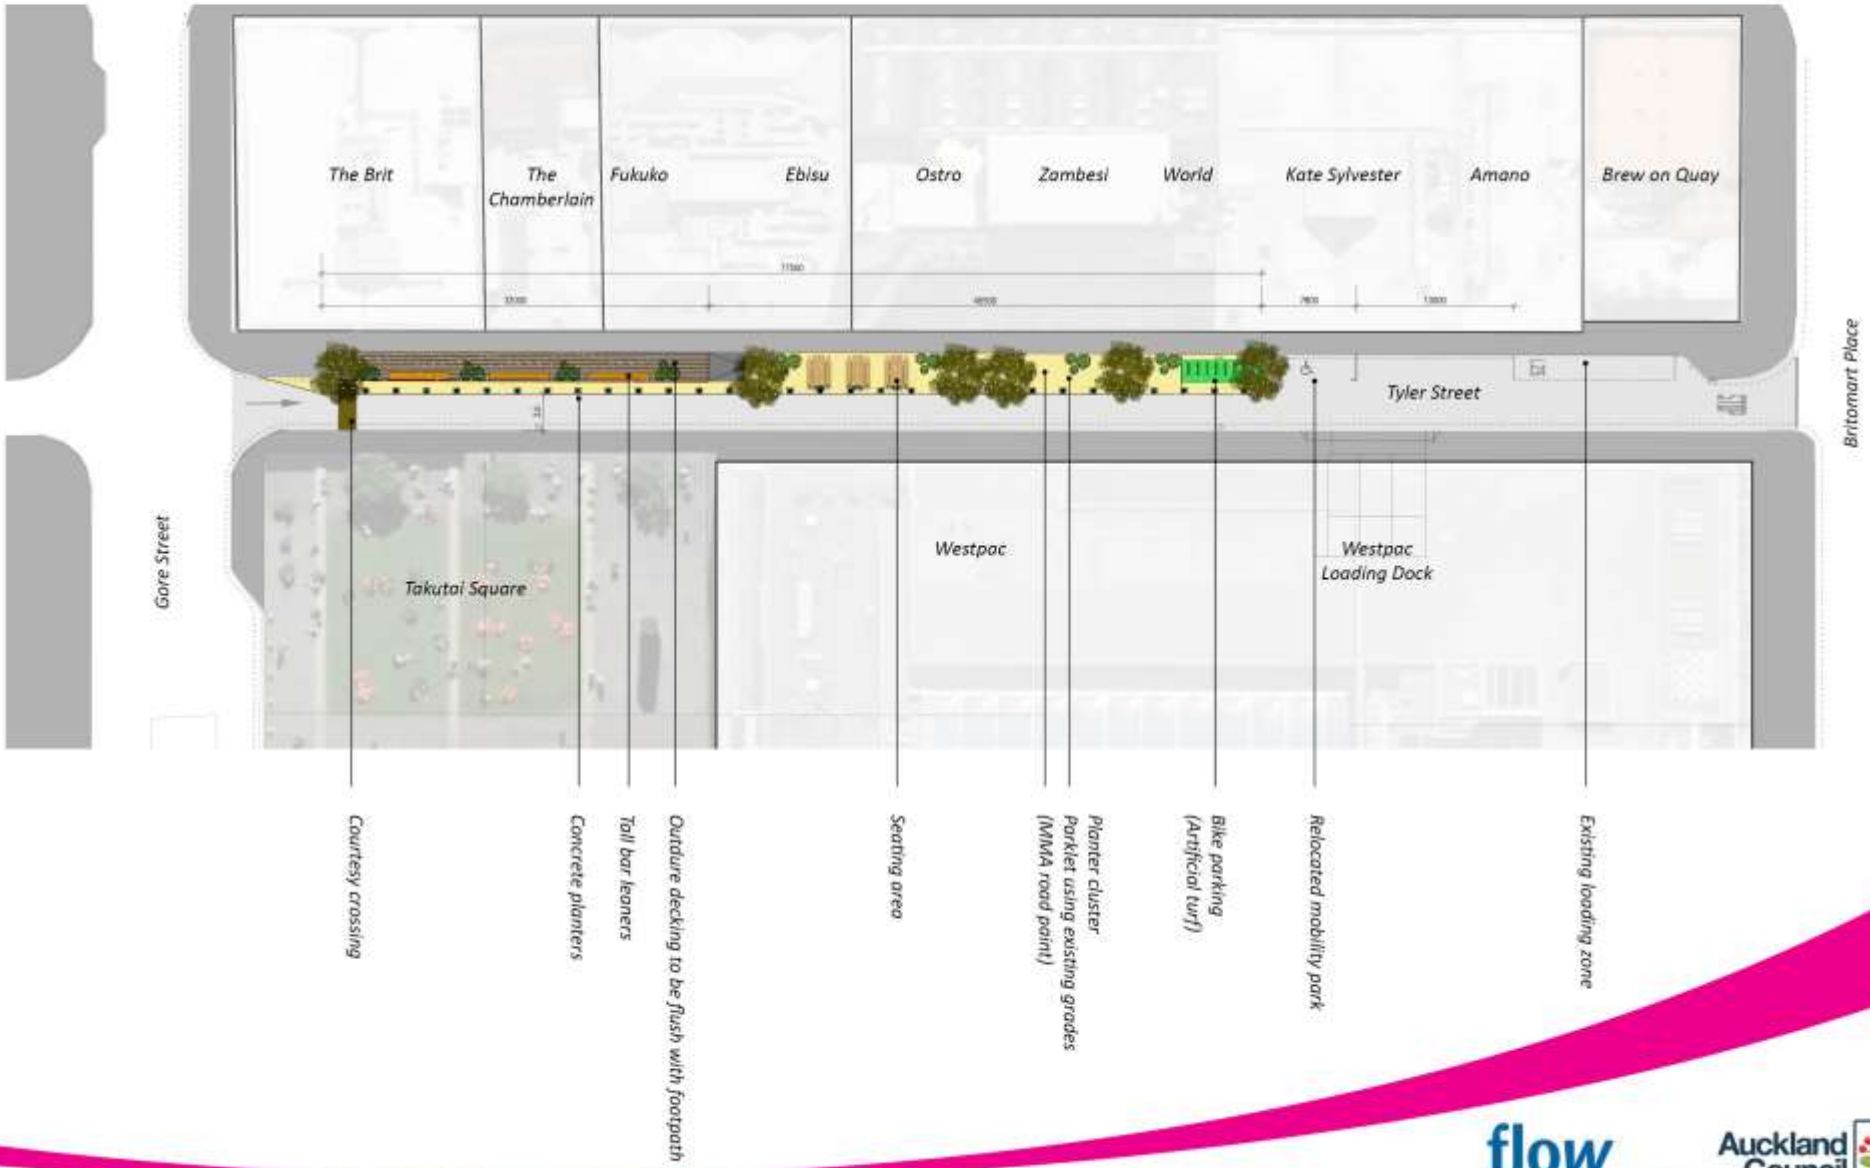 The Brit
The
Chamberlain
Fukuko
Ebisu
Ostro
Zambesi
World
Kate Sylvester
Amano
Brew on Quay
7800
Tyler Street
STOP
Britomart Place
Gore Street
Takutai Square
Westpac
Westpac
Loading Dock
Courtesy crossing
Concrete planters
Tall bar leaners
Outdure decking to be flush with footpath
Seating area
Planter cluster
Parklet using existing grades
(MMA road paint)
Bike parking
(Artificial turf)
Relocated mobility park
Existing loading zone
flow
Auckland
Council